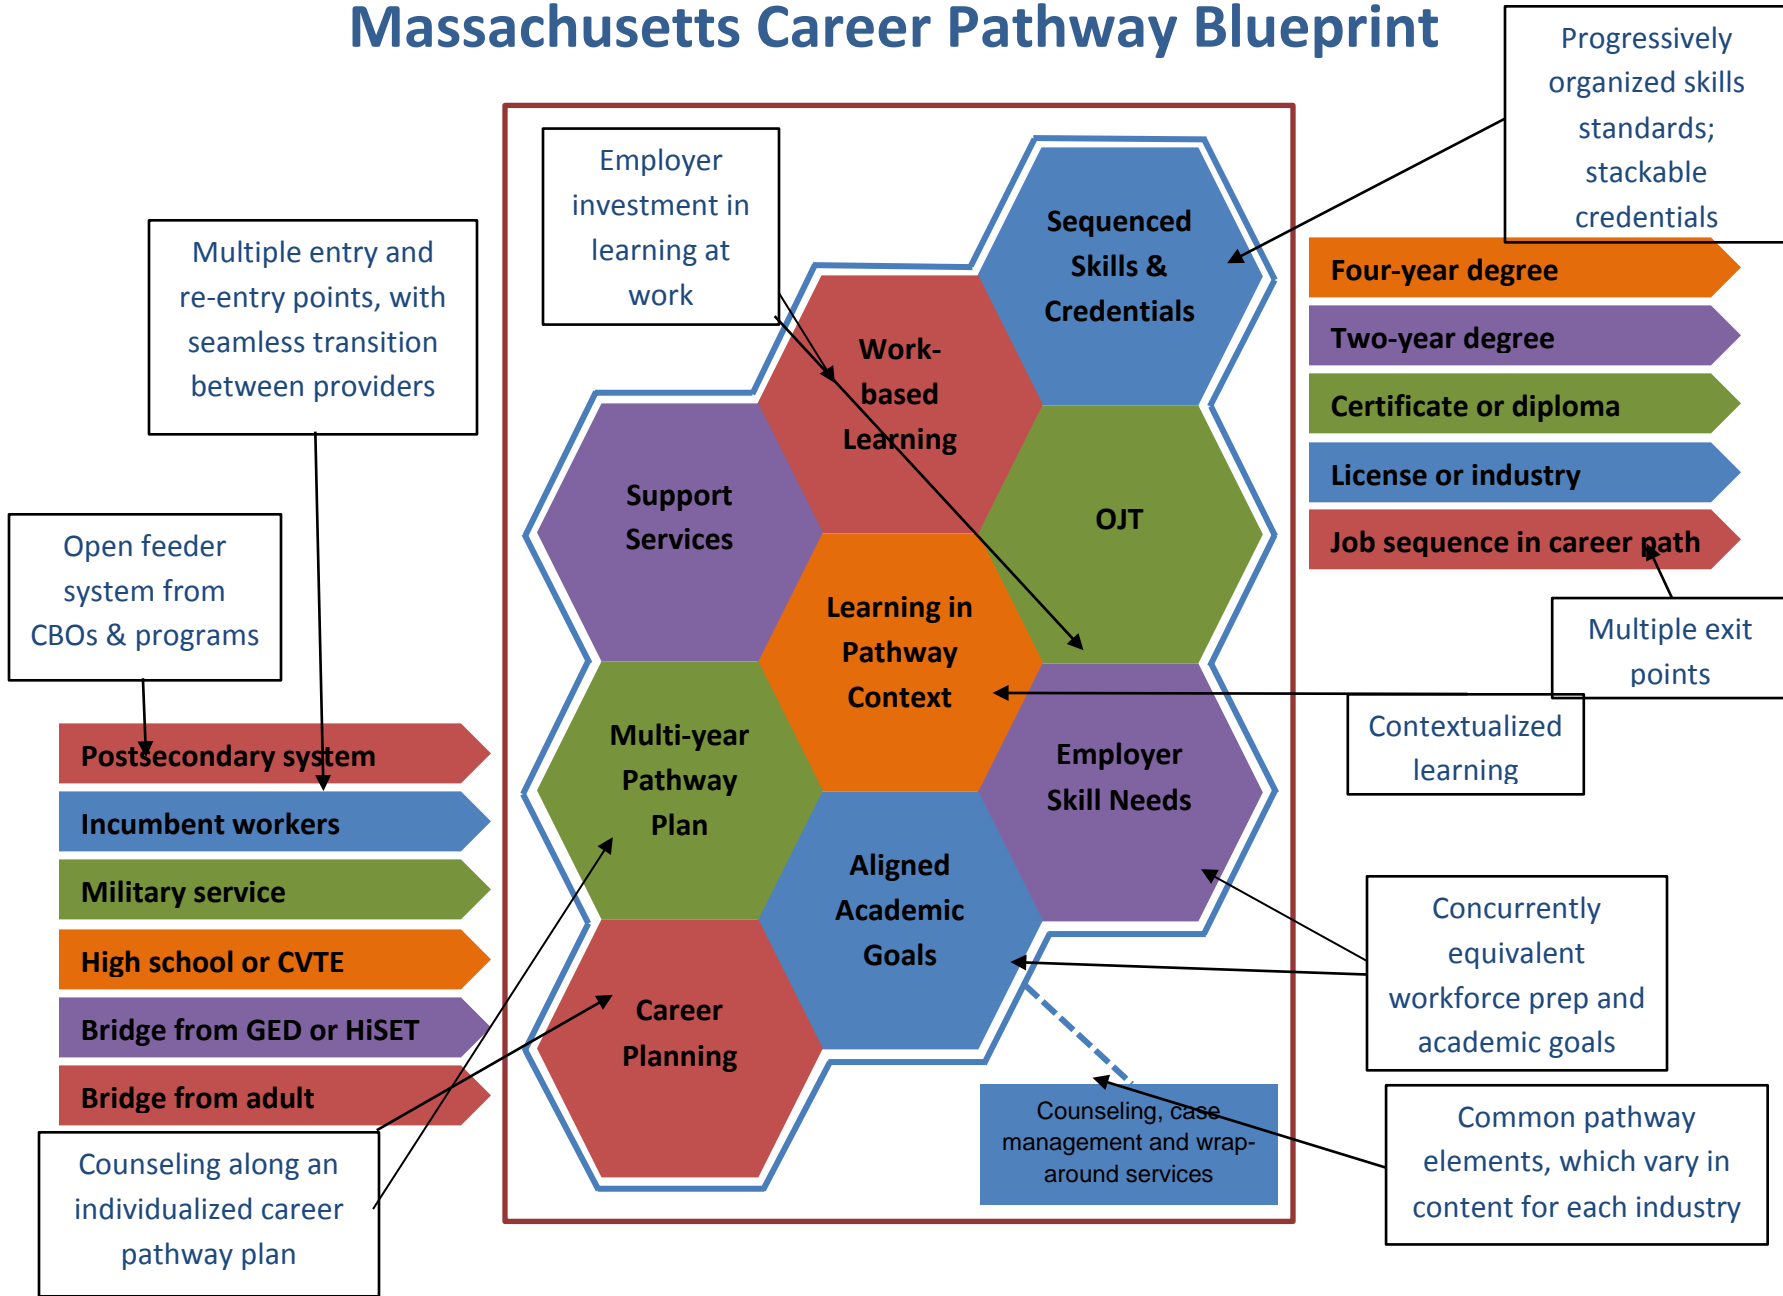 Massachusetts Career Pathway Blueprint
Progressively
organized skills
standards;
stackable
credentials
Employer
investment in
learning at
work
Multiple entry and
re-entry points, with
seamless transition
between providers
Open feeder
system from
CBOs & programs
Sequenced
Skills &
Credentials
Work-
based
Learning
Support
Services
OJT
Learning in
Pathway
Context
Multi-year
Pathway
Plan
Employer
Skill Needs
Aligned
Academic
Goals
Career
Planning
Four-year degree
Two-year degree
Certificate or diploma
License or industry
Job sequence in career path
Multiple exit
points
Contextualized
learning
Postsecondary system
Incumbent workers
Military service
High school or CVTE
Bridge from GED or HiSET
Bridge from adult
Counseling along an
individualized career
pathway plan
Counseling, case
management and wrap-
around services
Concurrently
equivalent
workforce prep and
academic goals
Common pathway
elements, which vary in
content for each industry